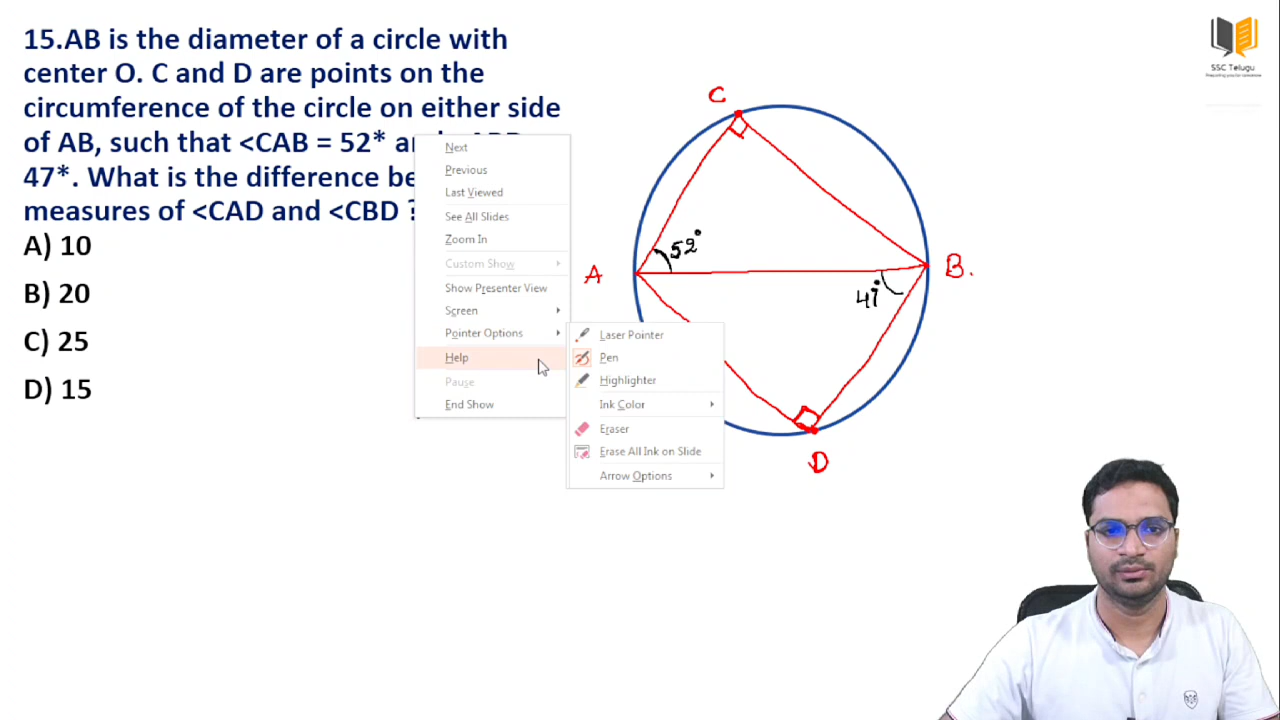 15.AB is the diameter of a circle with
center O. C and D are points on the
circumference of the circle on either side
of AB, such that <CAB = 52*
47*. What is the difference
measures of <CAD and <CBD ?
A) 10
B) 20
C) 25
D) 15
Next
Previous
Last Viewed
See All Slides
Zoom In
Custom Show
Show Presenter View
Screen
Pointer Options
Help
Pause
End Show
Laser Pointer
Pen
Highlighter
Ink Color
Eraser
Erase All Ink on Slide
Arrow Options
C
52°
A
B.
47°
D
SSC Telugu